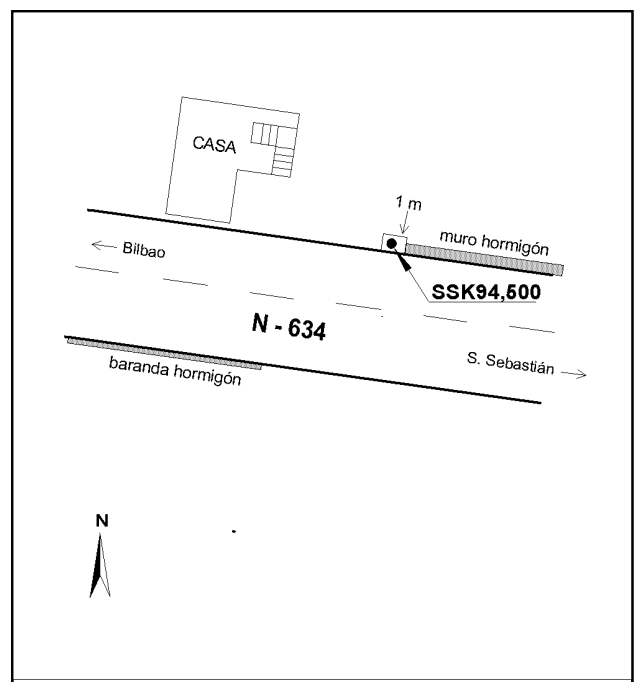 CASA
1 m
muro hormigón
Bilbao
SSK94,500
N - 634
S. Sebastián
baranda hormigón
N